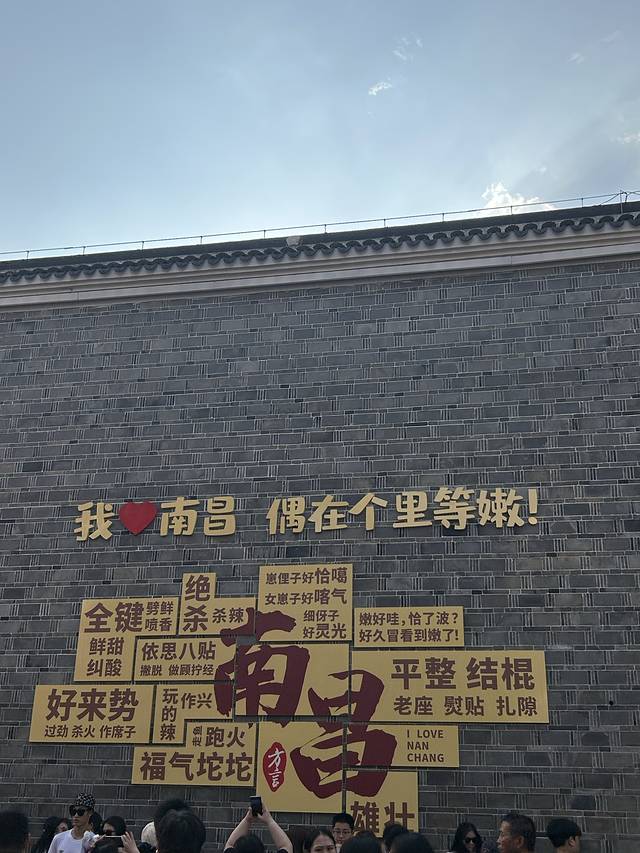 我❤南昌 偶在个里等嫩!
崽俚子好恰噶
女崽子好喀气
细伢子
好灵光
绝杀
杀辣
全键
劈鲜
喷香
鲜甜
纠酸
依思八贴
撇脱 做顾拧经
嫩好哇,恰了波?
好久冒看到嫩了!
平整 结棍
老座 熨贴 扎隙
好来势
过劲 杀火 作席子
玩的辣
作兴
跑火
福气坨坨
南昌
方言
I LOVE
NAN
CHANG
雄壮